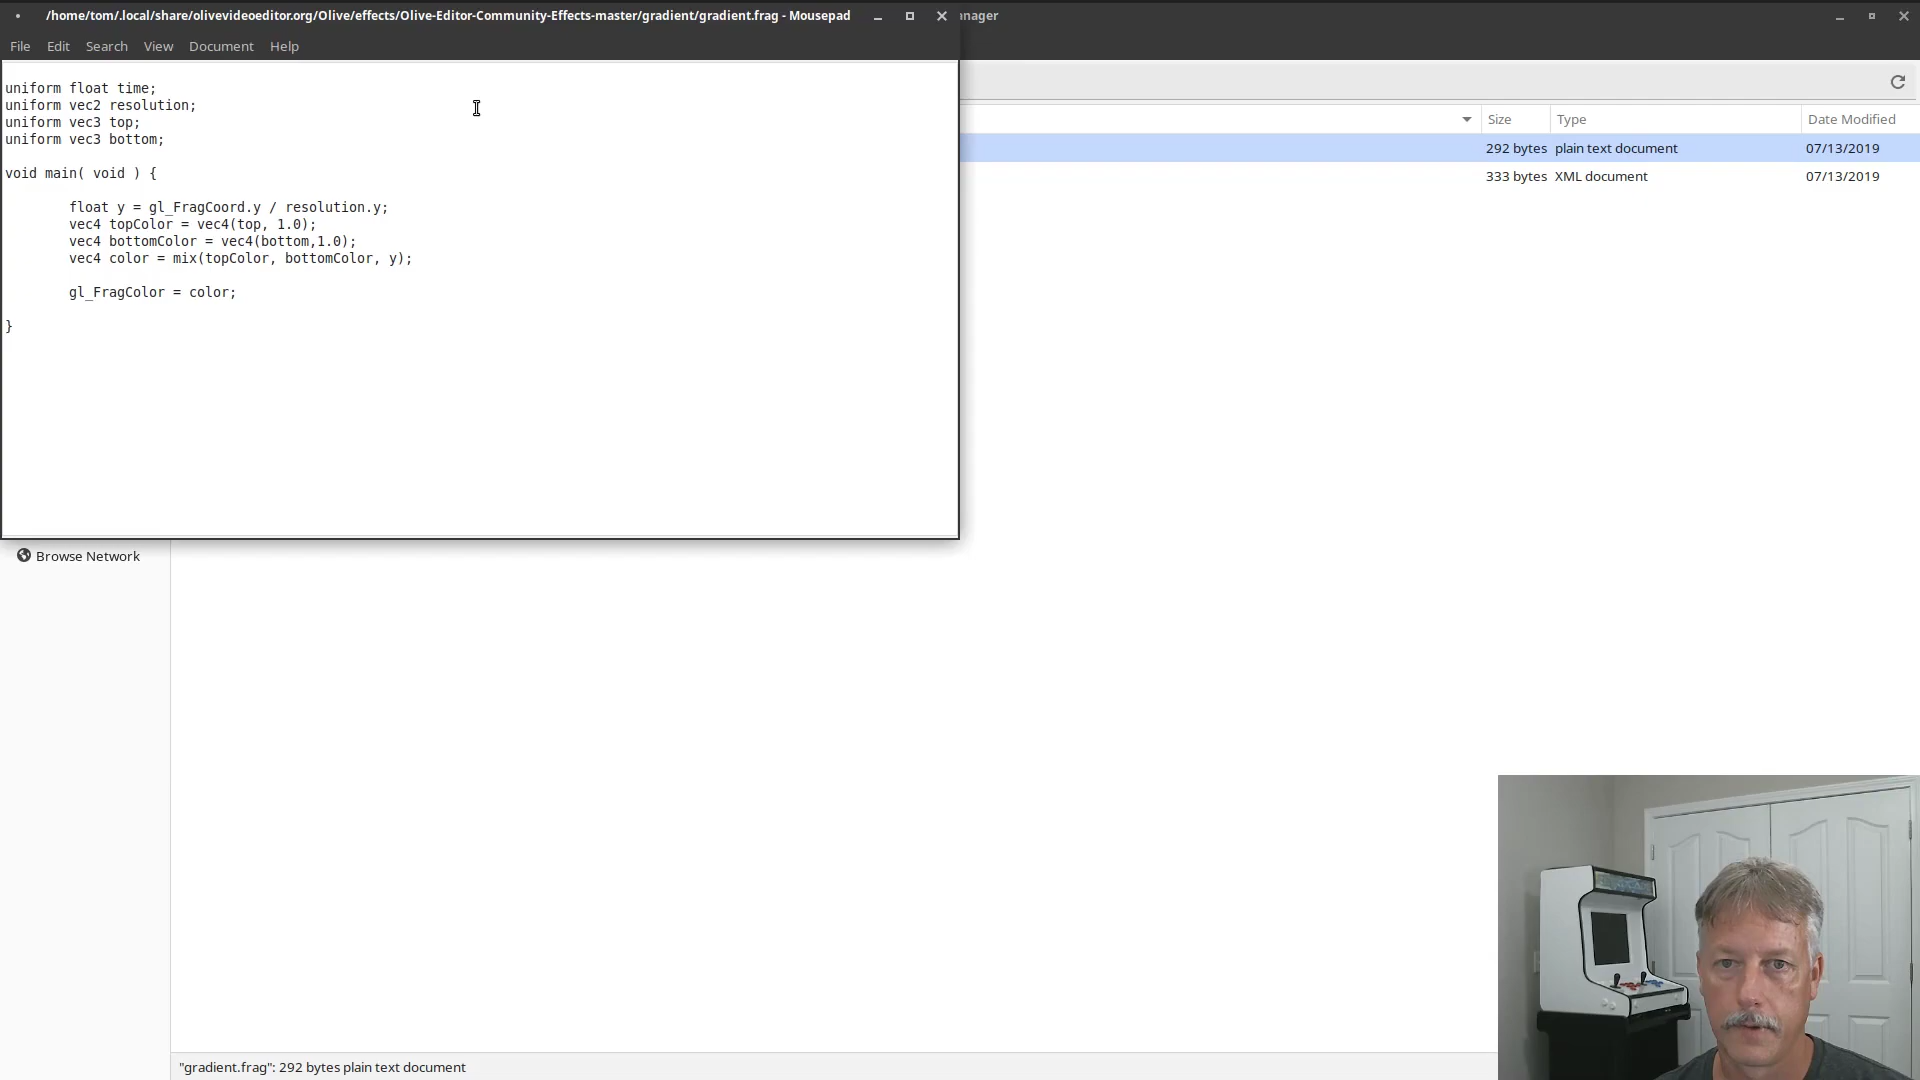 /home/tom/.local/share/olivevideoeditor.org/Olive/effects/Olive-Editor-Community-Effects-master/gradient/gradient.frag - Mousepad
nager
File Edit Search View Document Help
uniform float time;
uniform vec2 resolution;
uniform vec3 top;
uniform vec3 bottom;
void main( void ) {
float y = gl_FragCoord.y / resolution.y;
vec4 topColor = vec4(top, 1.0);
vec4 bottomColor = vec4(bottom,1.0);
vec4 color = mix(topColor, bottomColor, y);
gl_FragColor = color;
}
Size Type Date Modified
292 bytes plain text document 07/13/2019
333 bytes XML document 07/13/2019
Browse Network
"gradient.frag": 292 bytes plain text document